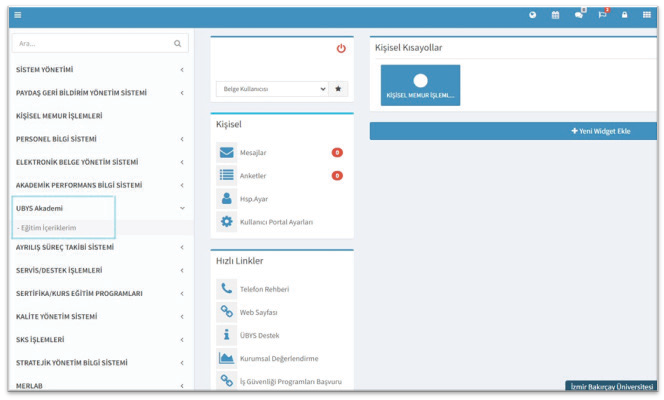 Ara...
SİSTEM YÖNETİMİ
PAYDAŞ GERİ BİLDİRİM YÖNETİM SİSTEMİ
KİŞİSEL MEMUR İŞLEMLERİ
PERSONEL BİLGİ SİSTEMİ
ELEKTRONİK BELGE YÖNETİM SİSTEMİ
AKADEMİK PERFORMANS BİLGİ SİSTEMİ
UBYS Akademi
- Eğitim İçeriklerim
AYRILIŞ SÜREÇ TAKİBİ SİSTEMİ
SERVİS/DESTEK İŞLEMLERİ
SERTİFİKA/KURS EĞİTİM PROGRAMLARI
KALİTE YÖNETİM SİSTEMİ
SKS İŞLEMLERİ
STRATEJİK YÖNETİM BİLGİ SİSTEMİ
MERLAB
Belge Kullanıcısı
Kişisel
Mesajlar 0
Anketler 0
Hsp.Ayar
Kullanıcı Portal Ayarları
Hızlı Linkler
Telefon Rehberi
Web Sayfası
ÜBYS Destek
Kurumsal Değerlendirme
İş Güvenliği Programları Başvuru
Kişisel Kısayollar
KİŞİSEL MEMUR İŞLEML...
+ Yeni Widget Ekle
İzmir Bakırçay Üniversitesi